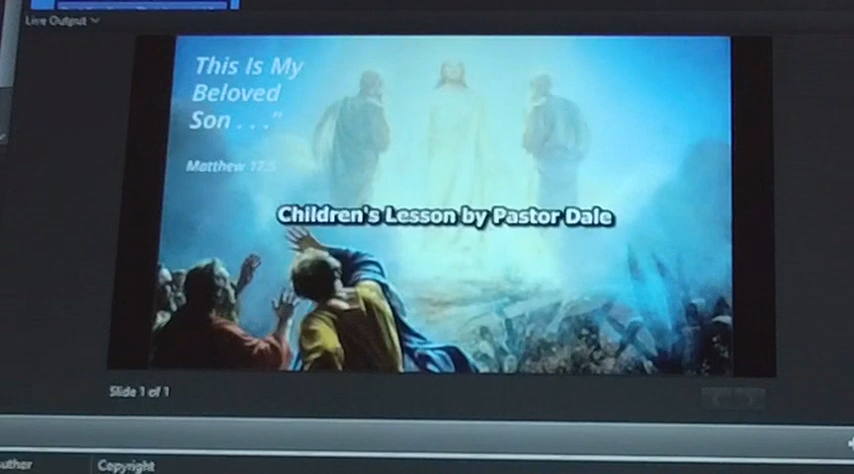 Live Output
This Is My
Beloved
Son . . ."
Matthew 17:5
Children's Lesson by Pastor Dale
Slide 1 of 1
uther
Copyright